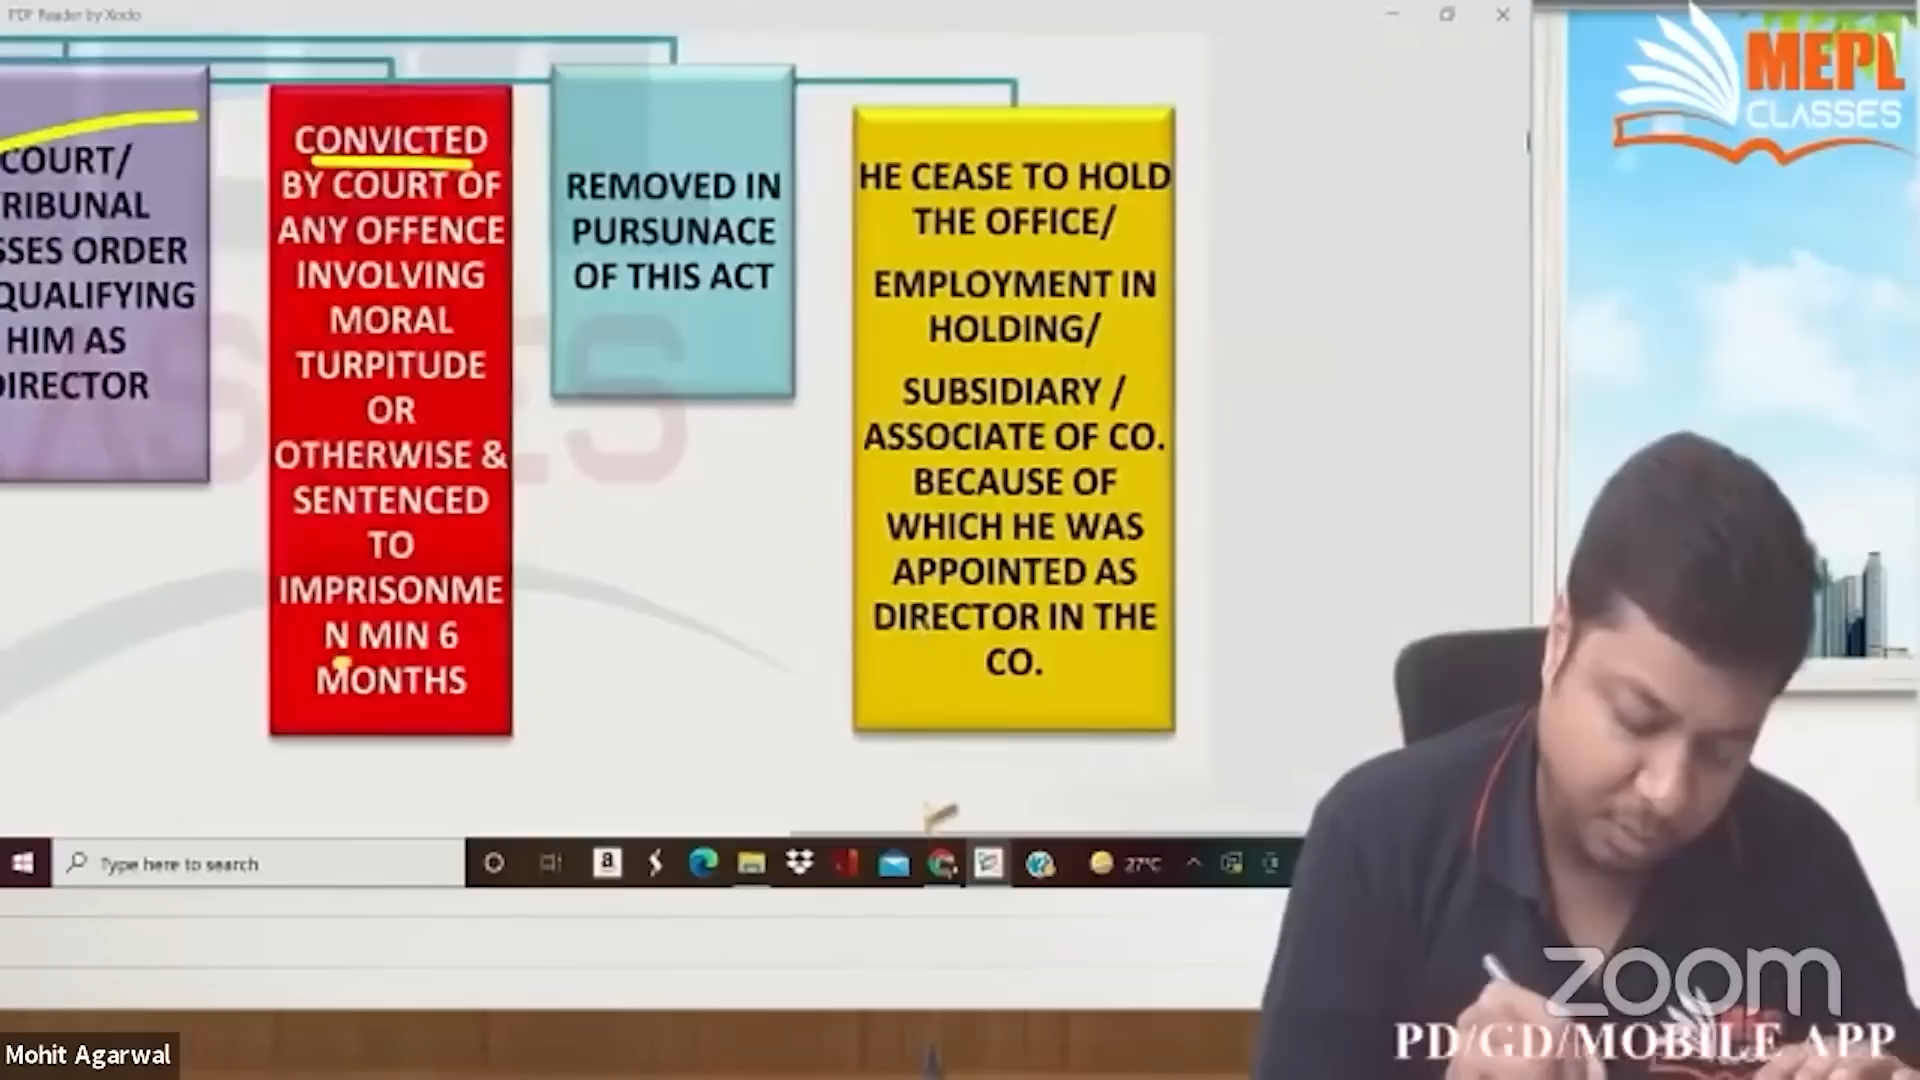 PDF Reader by Xodo
COURT/
RIBUNAL
SSES ORDER
QUALIFYING
HIM AS
DIRECTOR
CONVICTED
BY COURT OF
ANY OFFENCE
INVOLVING
MORAL
TURPITUDE
OR
OTHERWISE &
SENTENCED
TO
IMPRISONME
N MIN 6
MONTHS
REMOVED IN
PURSUNACE
OF THIS ACT
HE CEASE TO HOLD
THE OFFICE/
EMPLOYMENT IN
HOLDING/
SUBSIDIARY /
ASSOCIATE OF CO.
BECAUSE OF
WHICH HE WAS
APPOINTED AS
DIRECTOR IN THE
CO.
MEPL
CLASSES
Type here to search
27°C
zoom
PD/GD/MOBILE APP
Mohit Agarwal